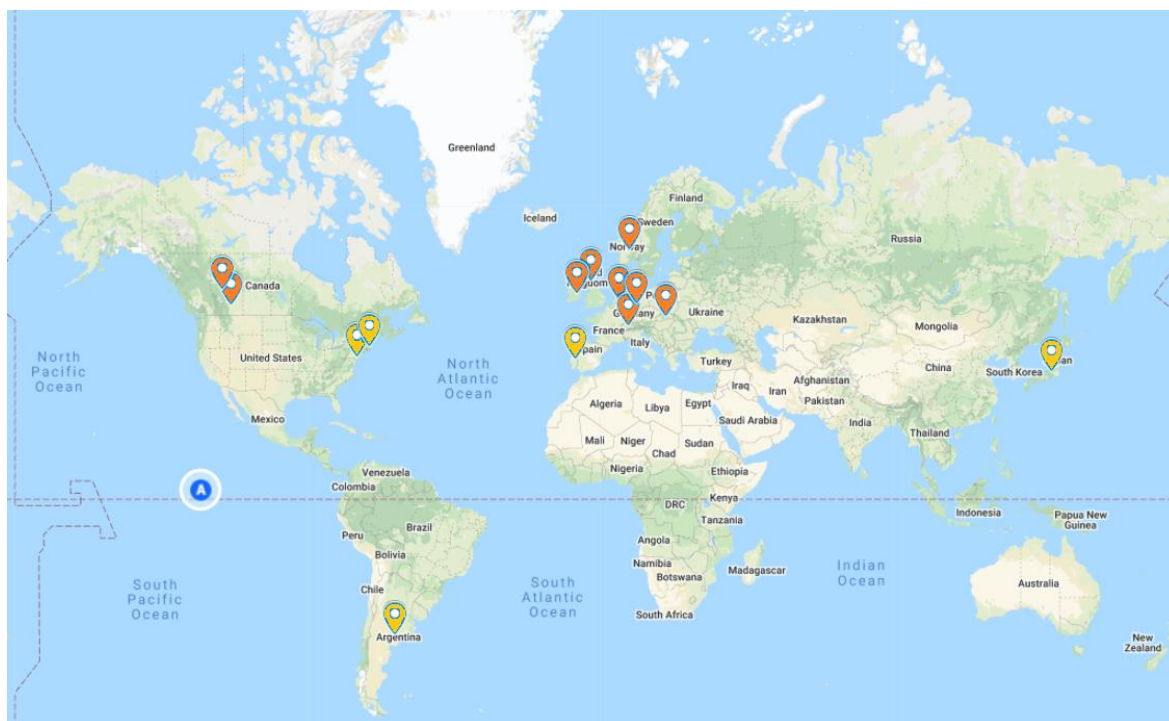 Greenland
Iceland
Finland
Sweden
Russia
Canada
Ukraine
Kazakhstan
Mongolia
North
Pacific
Ocean
United States
North
Atlantic
Ocean
France
Italy
Turkey
South Korea
China
Iraq
Iran
Afghanistan
Pakistan
Algeria
Libya
Egypt
Saudi Arabia
India
Mexico
Mali
Niger
Chad
Sudan
Thailand
Venezuela
Colombia
Nigeria
Ethiopia
A
DRC
Kenya
Indonesia
Papua New
Guinea
Brazil
Peru
Tanzania
Bolivia
Angola
Namibia
Botswana
Madagascar
Indian
Ocean
Australia
South
Pacific
Ocean
Chile
South
Atlantic
Ocean
South Africa
Argentina
New
Zealand